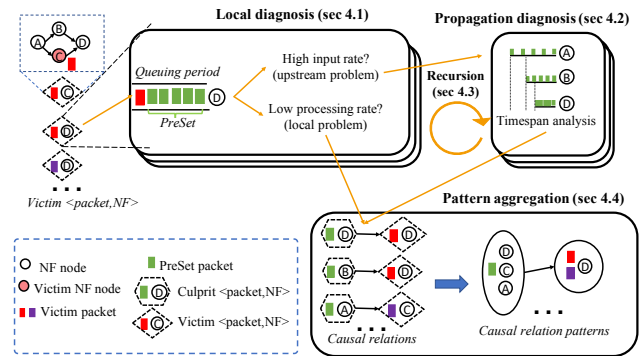 Local diagnosis (sec 4.1)
Propagation diagnosis (sec 4.2)
B
A
D
C
Queuing period
D
PreSet
High input rate?
(upstream problem)
Low processing rate?
(local problem)
Recursion
(sec 4.3)
A
B
D
Timespan analysis
C
D
D
...
Victim <packet,NF>
Pattern aggregation (sec 4.4)
D
D
B
D
A
C
...
Causal relations
D
C
A
D
...
Causal relation patterns
NF node
Victim NF node
Victim packet
PreSet packet
D
Culprit <packet,NF>
C
Victim <packet,NF>